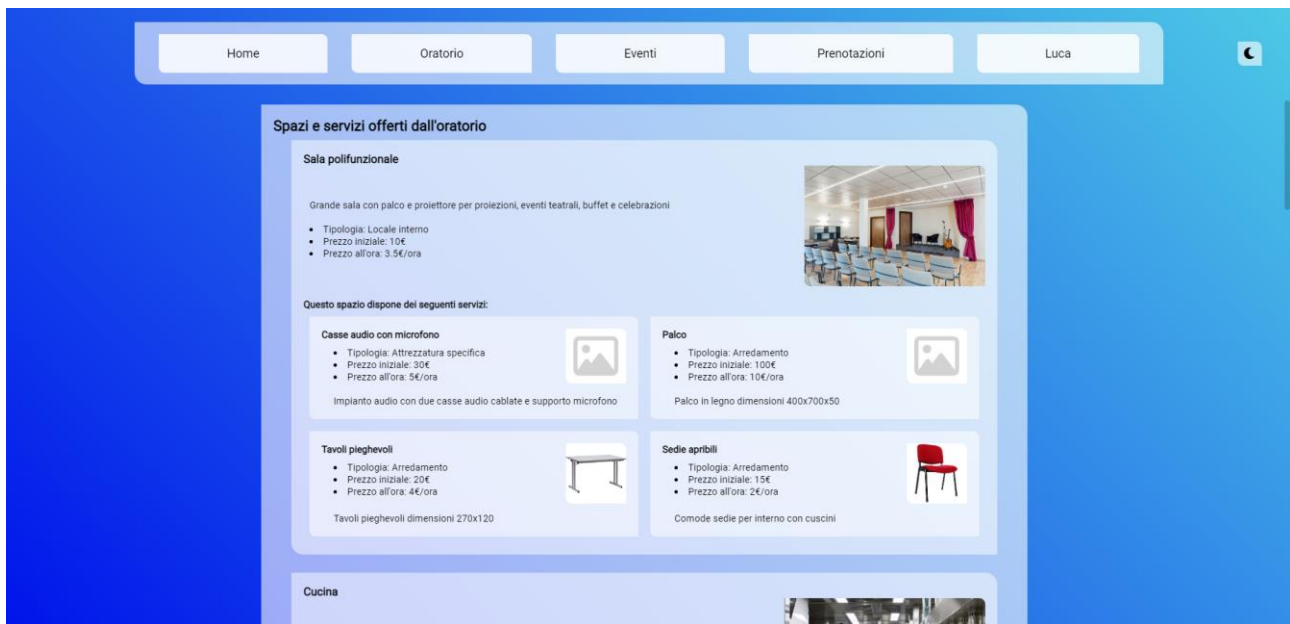 Home
Oratorio
Eventi
Prenotazioni
Luca
Spazi e servizi offerti dall'oratorio
Sala polifunzionale
Grande sala con palco e proiettore per proiezioni, eventi teatrali, buffet e celebrazioni
Tipologia: Locale interno
Prezzo iniziale: 10€
Prezzo all'ora: 3.5€/ora
Questo spazio dispone dei seguenti servizi:
Casse audio con microfono
Tipologia: Attrezzatura specifica
Prezzo iniziale: 30€
Prezzo all'ora: 5€/ora
Impianto audio con due casse audio cablate e supporto microfono
Palco
Tipologia: Arredamento
Prezzo iniziale: 100€
Prezzo all'ora: 10€/ora
Palco in legno dimensioni 400x700x50
Tavoli pieghevoli
Tipologia: Arredamento
Prezzo iniziale: 20€
Prezzo all'ora: 4€/ora
Tavoli pieghevoli dimensioni 270x120
Sedie apribili
Tipologia: Arredamento
Prezzo iniziale: 15€
Prezzo all'ora: 2€/ora
Comode sedie per interno con cuscini
Cucina